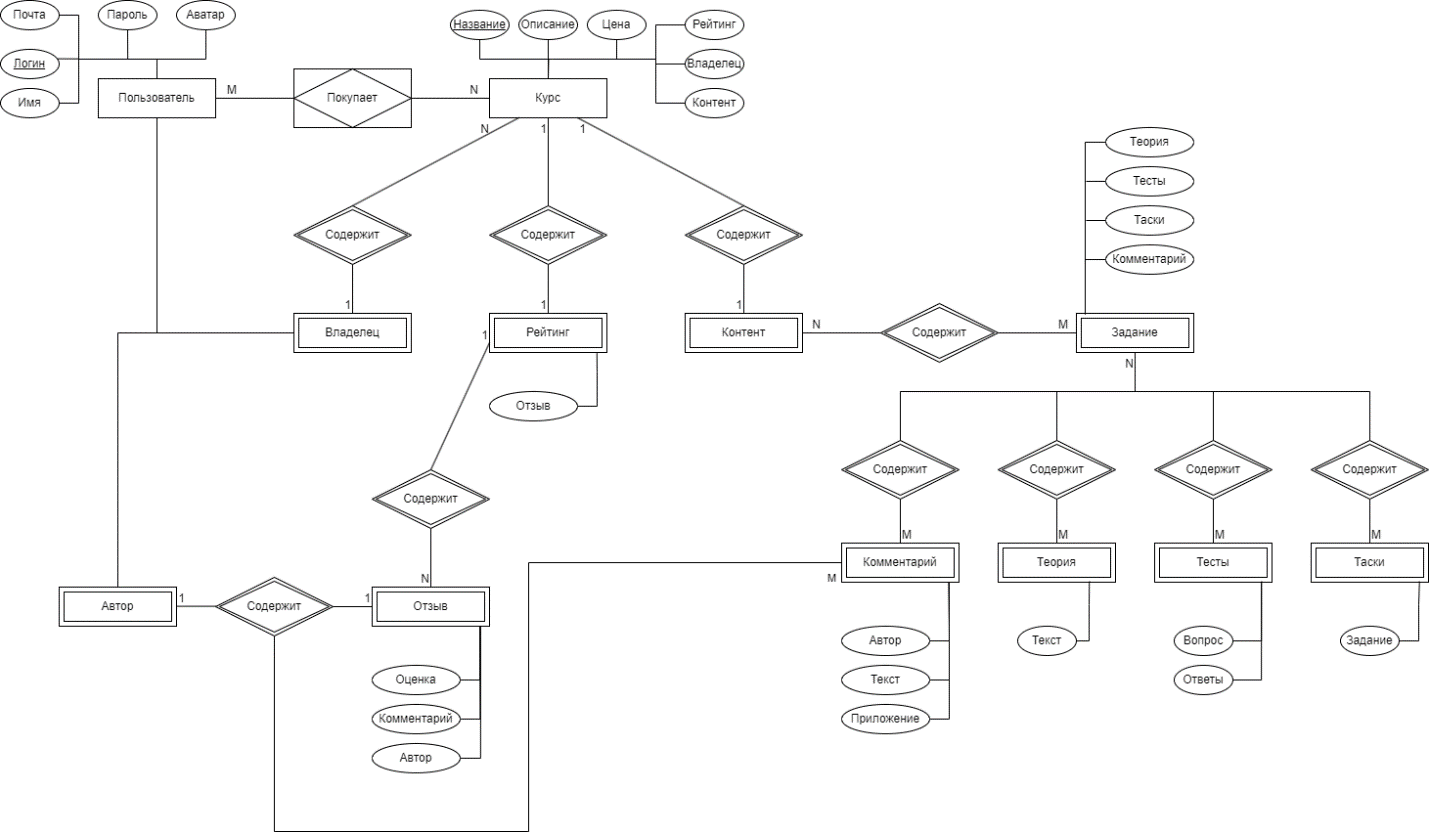 Почта
Пароль
Аватар
Логин
Имя
Пользователь
M
Покупает
N
Название
Описание
Цена
Рейтинг
Владелец
Контент
Курс
N
1
1
Содержит
Содержит
Содержит
1
1
1
Владелец
Рейтинг
Контент
1
Отзыв
N
Содержит
M
Теория
Тесты
Таски
Комментарий
Задание
N
Содержит
Содержит
Содержит
Содержит
Содержит
M
M
M
M
Комментарий
Теория
Тесты
Таски
N
M
Автор
1
Содержит
1
Отзыв
Оценка
Комментарий
Автор
Автор
Текст
Приложение
Текст
Вопрос
Ответы
Задание